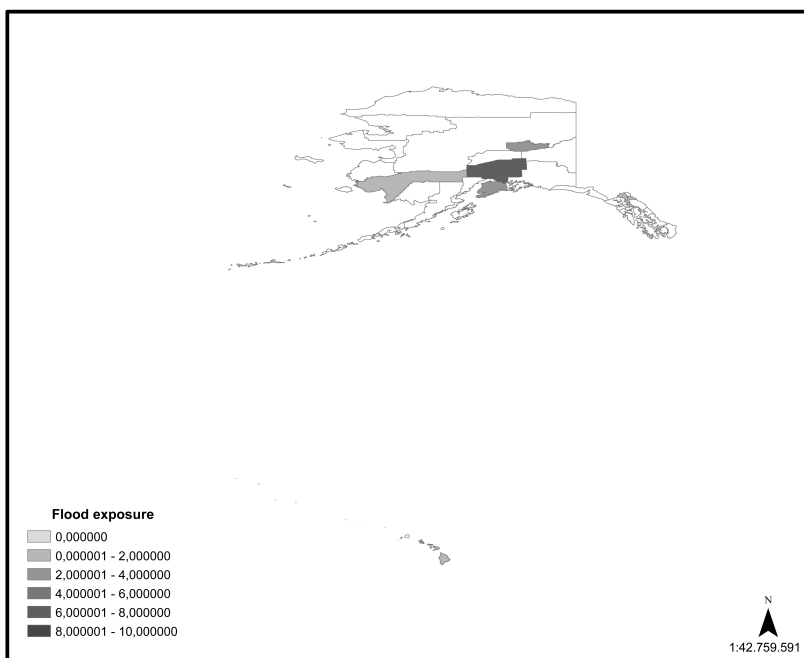 Flood exposure
0,000000
0,000001 - 2,000000
2,000001 - 4,000000
4,000001 - 6,000000
6,000001 - 8,000000
8,000001 - 10,000000
N
1:42.759.591